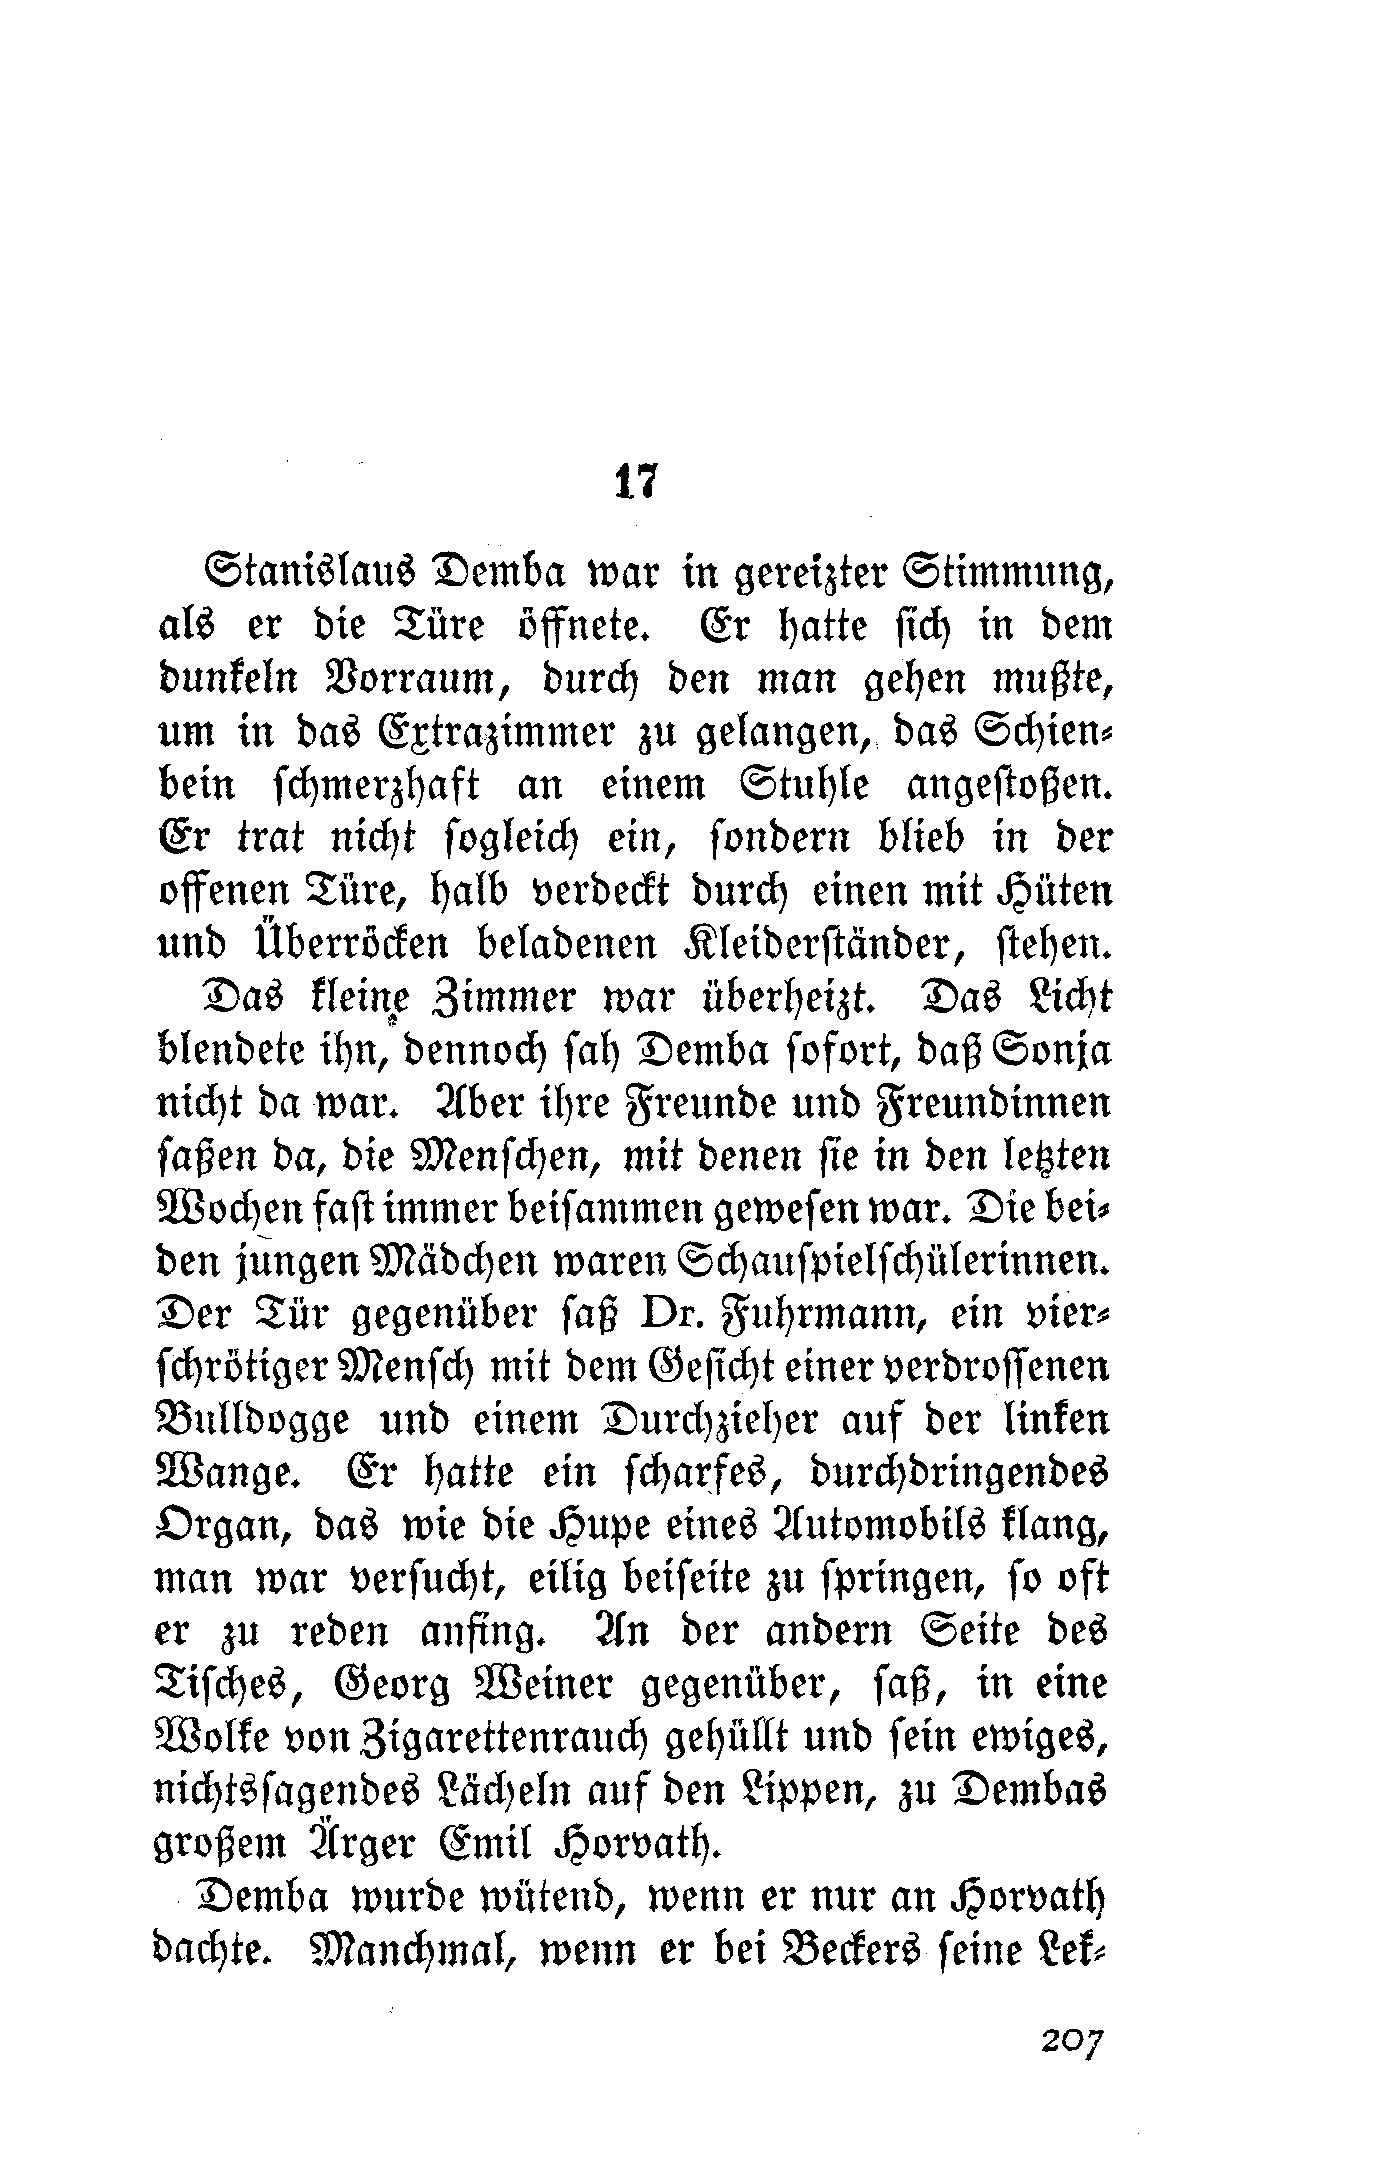 17
Stanislaus Demba war in gereizter Stimmung,
als er die Türe öffnete. Er hatte ſich in dem
dunkeln Vorraum, durch den man gehen mußte,
um in das Extrazimmer zu gelangen, das Schien⸗
bein ſchmerzhaft an einem Stuhle angeſtoßen.
Er trat nicht ſogleich ein, ſondern blieb in der
offenen Türe, halb verdeckt durch einen mit Hüten
und Überröcken beladenen Kleiderſtänder, ſtehen.
Das kleine Zimmer war überheizt. Das Licht
blendete ihn, dennoch ſah Demba ſofort, daß Sonja
nicht da war. Aber ihre Freunde und Freundinnen
ſaßen da, die Menſchen, mit denen ſie in den letzten
Wochen faſt immer beiſammen geweſen war. Die bei⸗
den jungen Mädchen waren Schauſpielſchülerinnen.
Der Tür gegenüber ſaß Dr. Fuhrmann, ein vier⸗
ſchrötiger Menſch mit dem Geſicht einer verdroſſenen
Bulldogge und einem Durchzieher auf der linken
Wange. Er hatte ein ſcharfes, durchdringendes
Organ, das wie die Hupe eines Automobils klang,
man war verſucht, eilig beiſeite zu ſpringen, ſo oft
er zu reden anfing. An der andern Seite des
Tiſches, Georg Weiner gegenüber, ſaß, in eine
Wolke von Zigarettenrauch gehüllt und ſein ewiges,
nichtsſagendes Lächeln auf den Lippen, zu Dembas
großem Ärger Emil Horvath.
Demba wurde wütend, wenn er nur an Horvath
dachte. Manchmal, wenn er bei Beckers ſeine Lek⸗
207